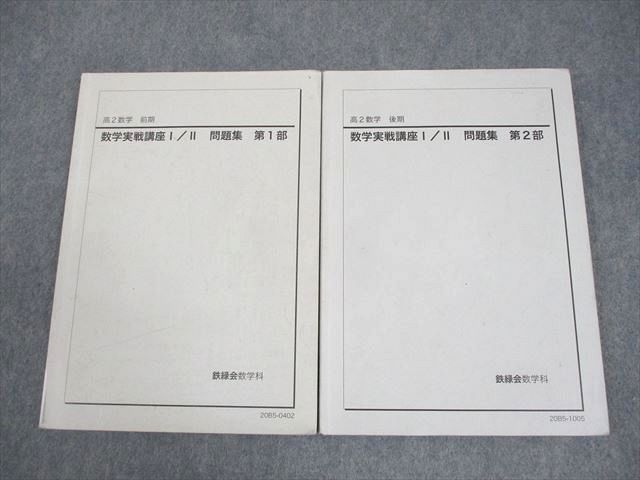 高2数学 前期
数学実戦講座Ⅰ／Ⅱ 問題集 第1部
鉄緑会数学科
20B5-0402
高2数学 後期
数学実戦講座Ⅰ／Ⅱ 問題集 第2部
鉄緑会数学科
20B5-1005